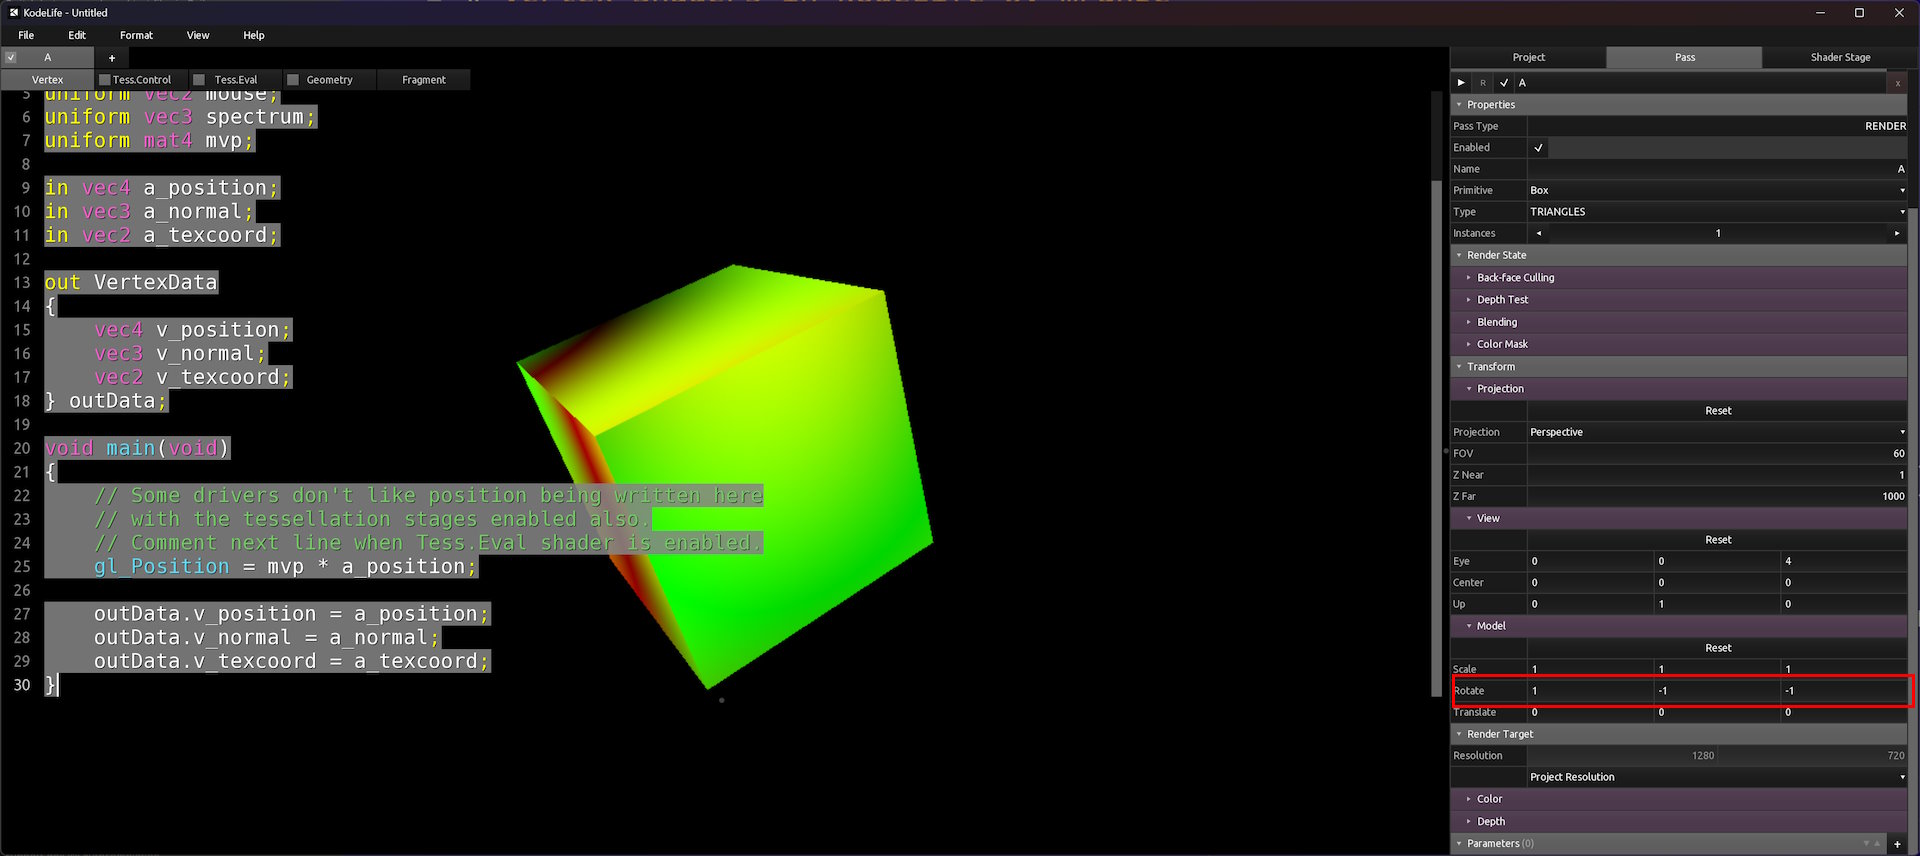 KodeLife - Untitled
File Edit Format View Help
A +
Vertex Tess.Control Tess.Eval Geometry Fragment
5 uniform vec2 mouse;
6 uniform vec3 spectrum;
7 uniform mat4 mvp;
8
9 in vec4 a_position;
10 in vec3 a_normal;
11 in vec2 a_texcoord;
12
13 out VertexData
14 {
15 vec4 v_position;
16 vec3 v_normal;
17 vec2 v_texcoord;
18 } outData;
19
20 void main(void)
21 {
22 // Some drivers don't like position being written here
23 // with the tessellation stages enabled also.
24 // Comment next line when Tess.Eval shader is enabled.
25 gl_Position = mvp * a_position;
26
27 outData.v_position = a_position;
28 outData.v_normal = a_normal;
29 outData.v_texcoord = a_texcoord;
30 }
Project Pass Shader Stage
R A x
Properties
Pass Type RENDER
Enabled
Name A
Primitive Box
Type TRIANGLES
Instances 1
Render State
Back-face Culling
Depth Test
Blending
Color Mask
Transform
Projection
Reset
Projection Perspective
FOV 60
Z Near 1
Z Far 1000
View
Reset
Eye 0 0 4
Center 0 0 0
Up 0 1 0
Model
Reset
Scale 1 1 1
Rotate 1 -1 -1
Translate 0 0 0
Render Target
Resolution 1280 720
Project Resolution
Color
Depth
Parameters (0) +